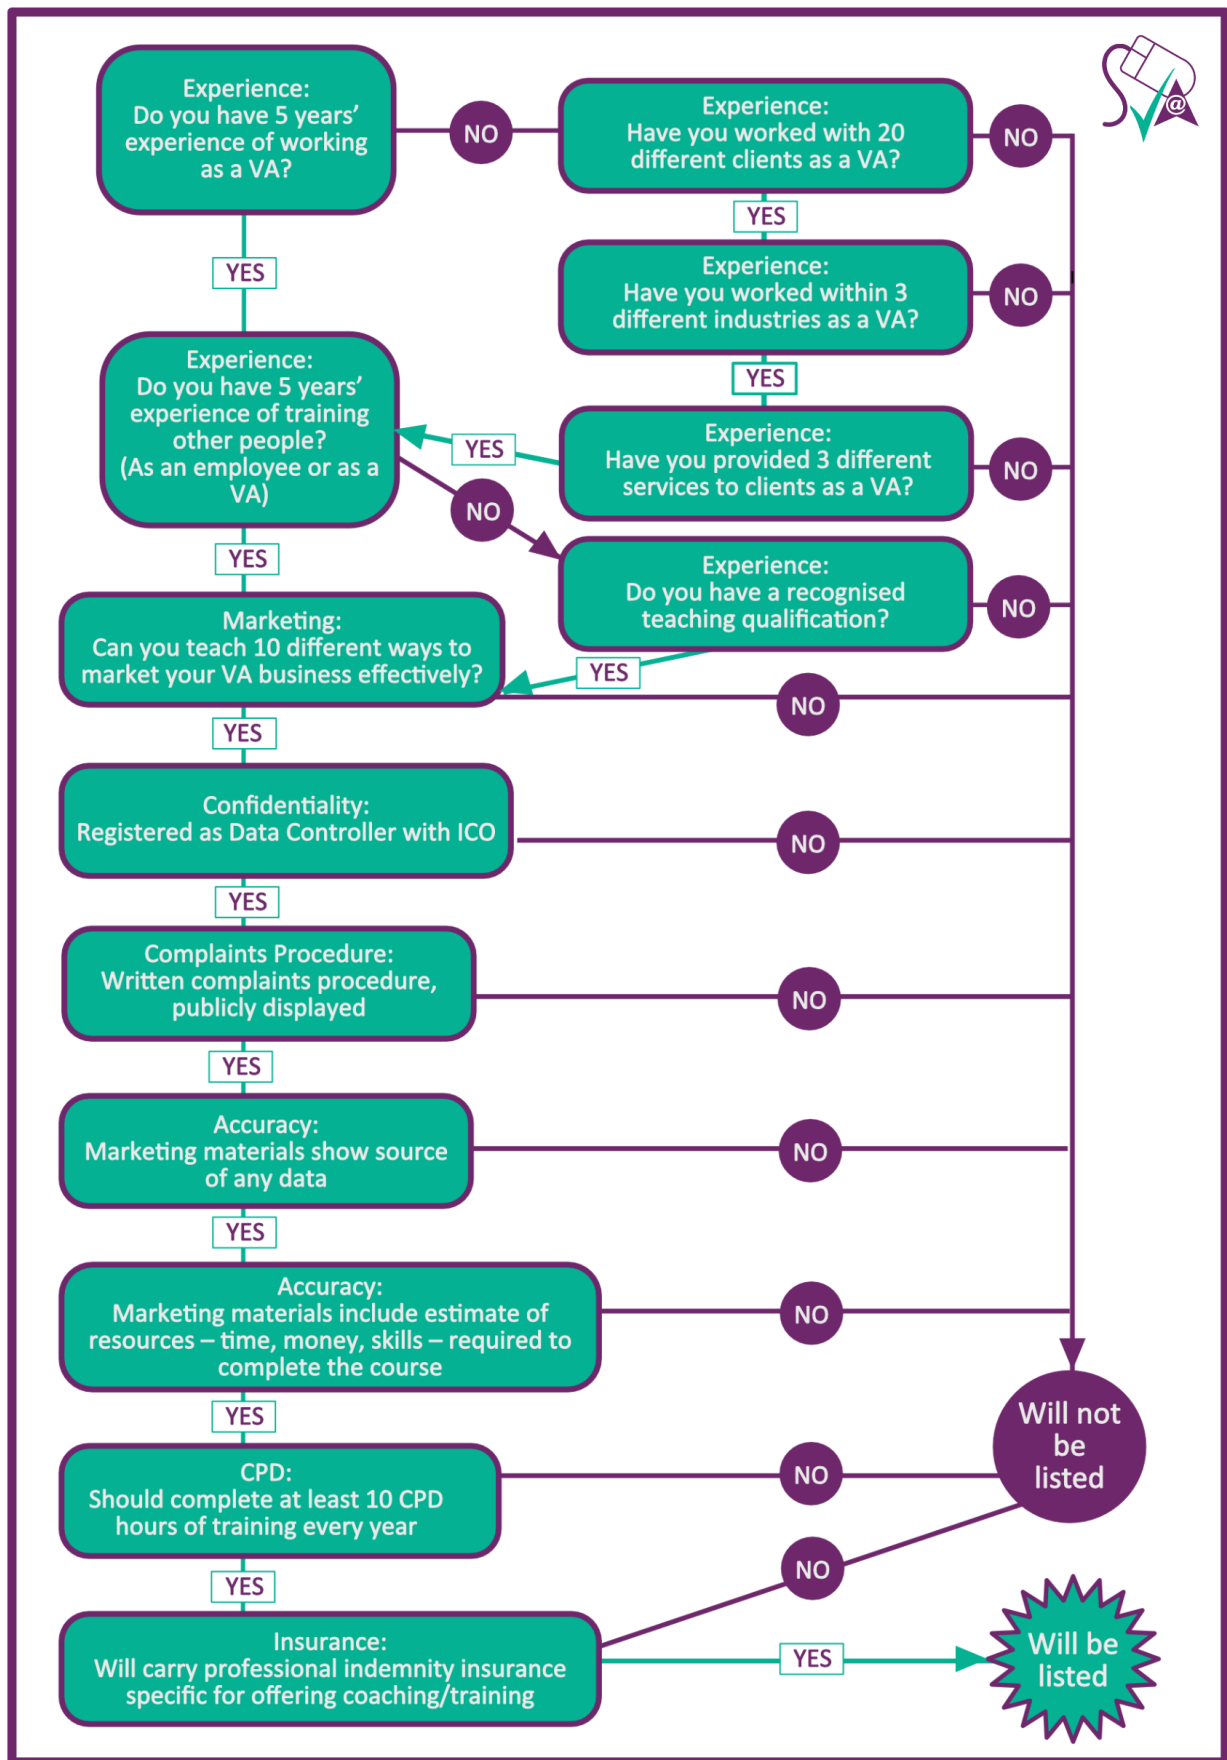 Experience:
Do you have 5 years’
experience of working
as a VA?
NO
Experience:
Have you worked with 20
different clients as a VA?
NO
@
YES
YES
Experience:
Have you worked within 3
different industries as a VA?
NO
YES
Experience:
Do you have 5 years’
experience of training
other people?
(As an employee or as a
VA)
YES
Experience:
Have you provided 3 different
services to clients as a VA?
NO
NO
YES
Experience:
Do you have a recognised
teaching qualification?
NO
YES
Marketing:
Can you teach 10 different ways to
market your VA business effectively?
NO
YES
Confidentiality:
Registered as Data Controller with ICO
NO
YES
Complaints Procedure:
Written complaints procedure,
publicly displayed
NO
YES
Accuracy:
Marketing materials show source
of any data
NO
YES
Accuracy:
Marketing materials include estimate of
resources – time, money, skills – required to
complete the course
NO
YES
Will not
be
listed
CPD:
Should complete at least 10 CPD
hours of training every year
NO
YES
NO
Insurance:
Will carry professional indemnity insurance
specific for offering coaching/training
YES
Will be
listed